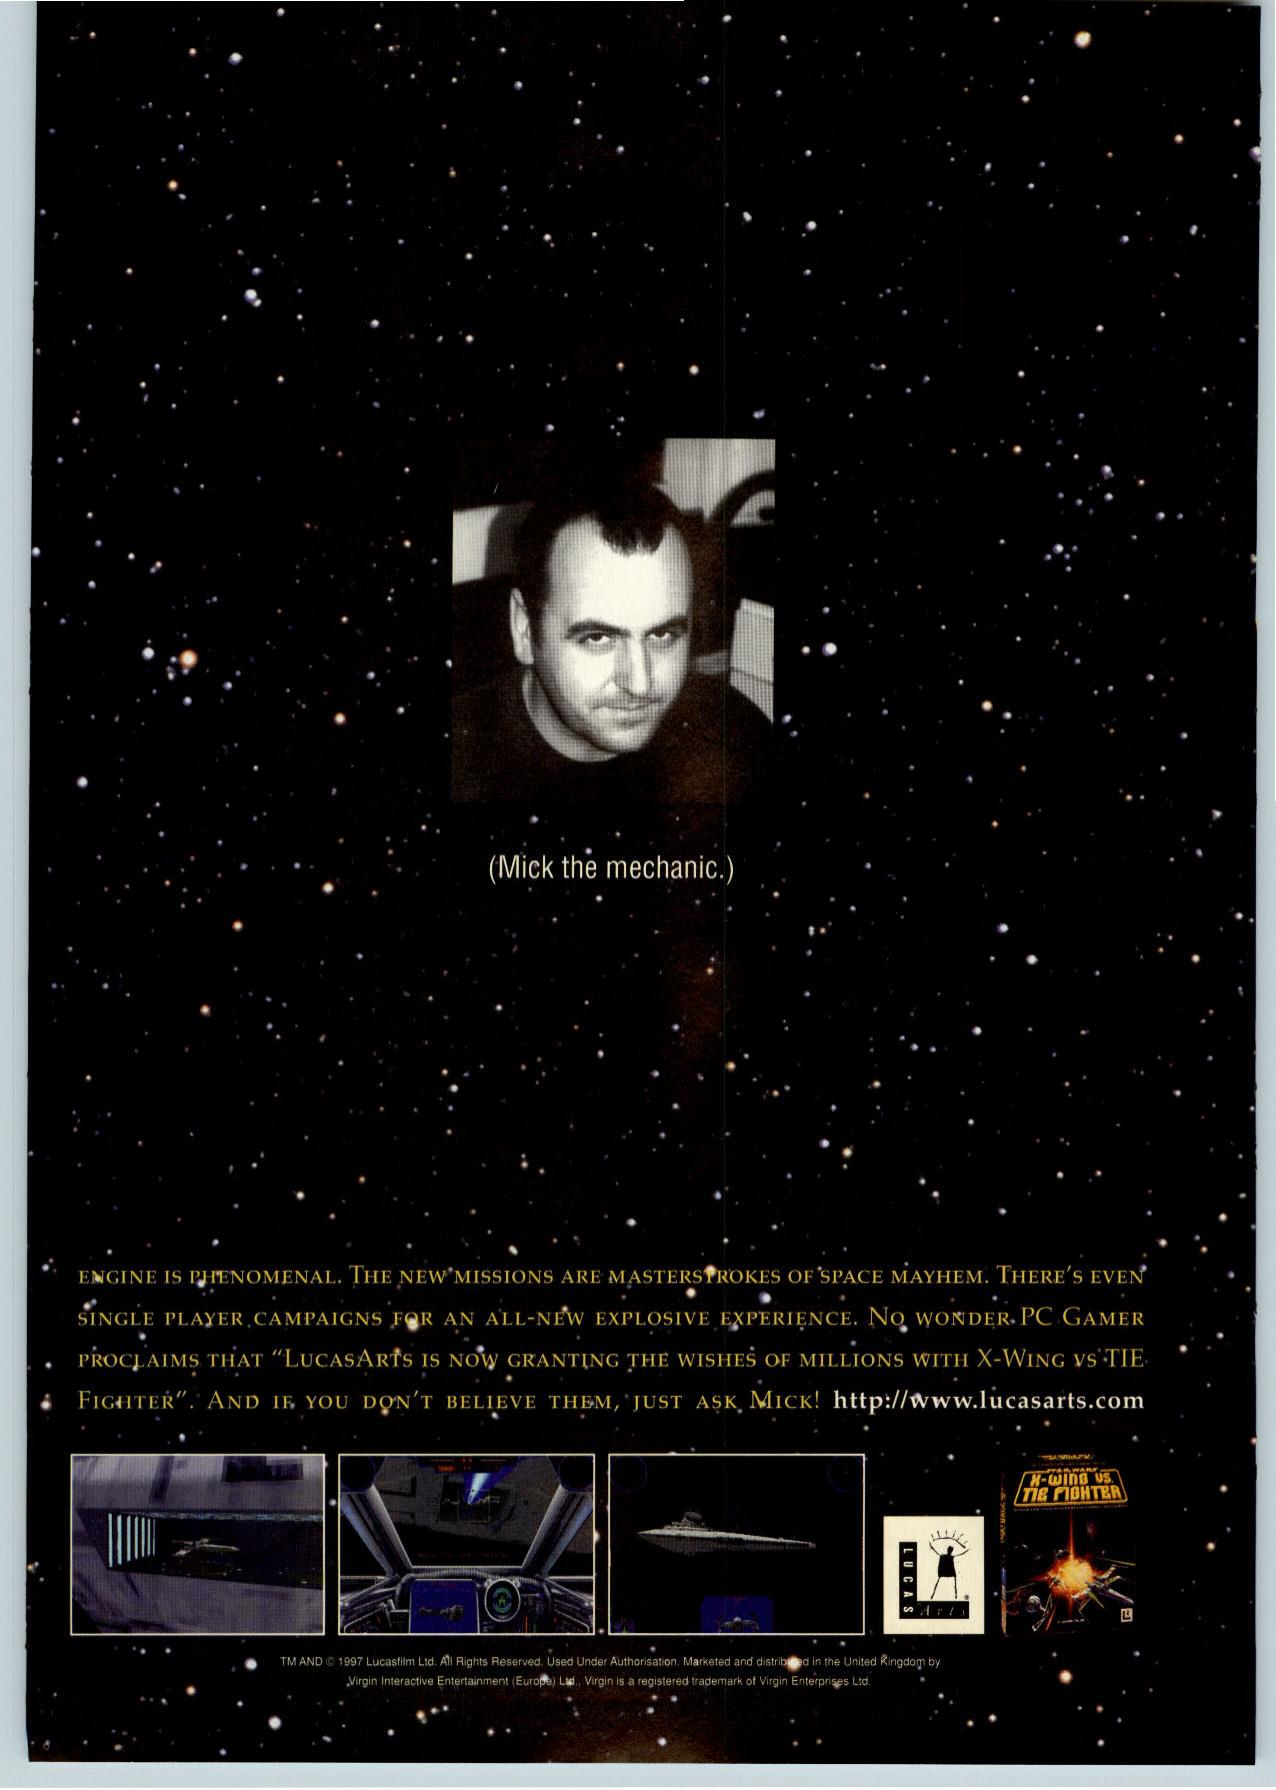 (Mick the mechanic.)
ENGINE IS PHENOMENAL. THE NEW MISSIONS ARE MASTERSTROKES OF SPACE MAYHEM. THERE'S EVEN
SINGLE PLAYER CAMPAIGNS FOR AN ALL-NEW EXPLOSIVE EXPERIENCE. NO WONDER PC GAMER
PROCLAIMS THAT "LUCASARTS IS NOW GRANTING THE WISHES OF MILLIONS WITH X-WING VS TIE
FIGHTER". AND IF YOU DON'T BELIEVE THEM, JUST ASK MICK! http://www.lucasarts.com
LUCAS
Arts
®
STAR WARS
X-WING VS.
TIE FIGHTER
TM AND © 1997 Lucasfilm Ltd. All Rights Reserved. Used Under Authorisation. Marketed and distributed in the United Kingdom by
Virgin Interactive Entertainment (Europe) Ltd., Virgin is a registered trademark of Virgin Enterprises Ltd.